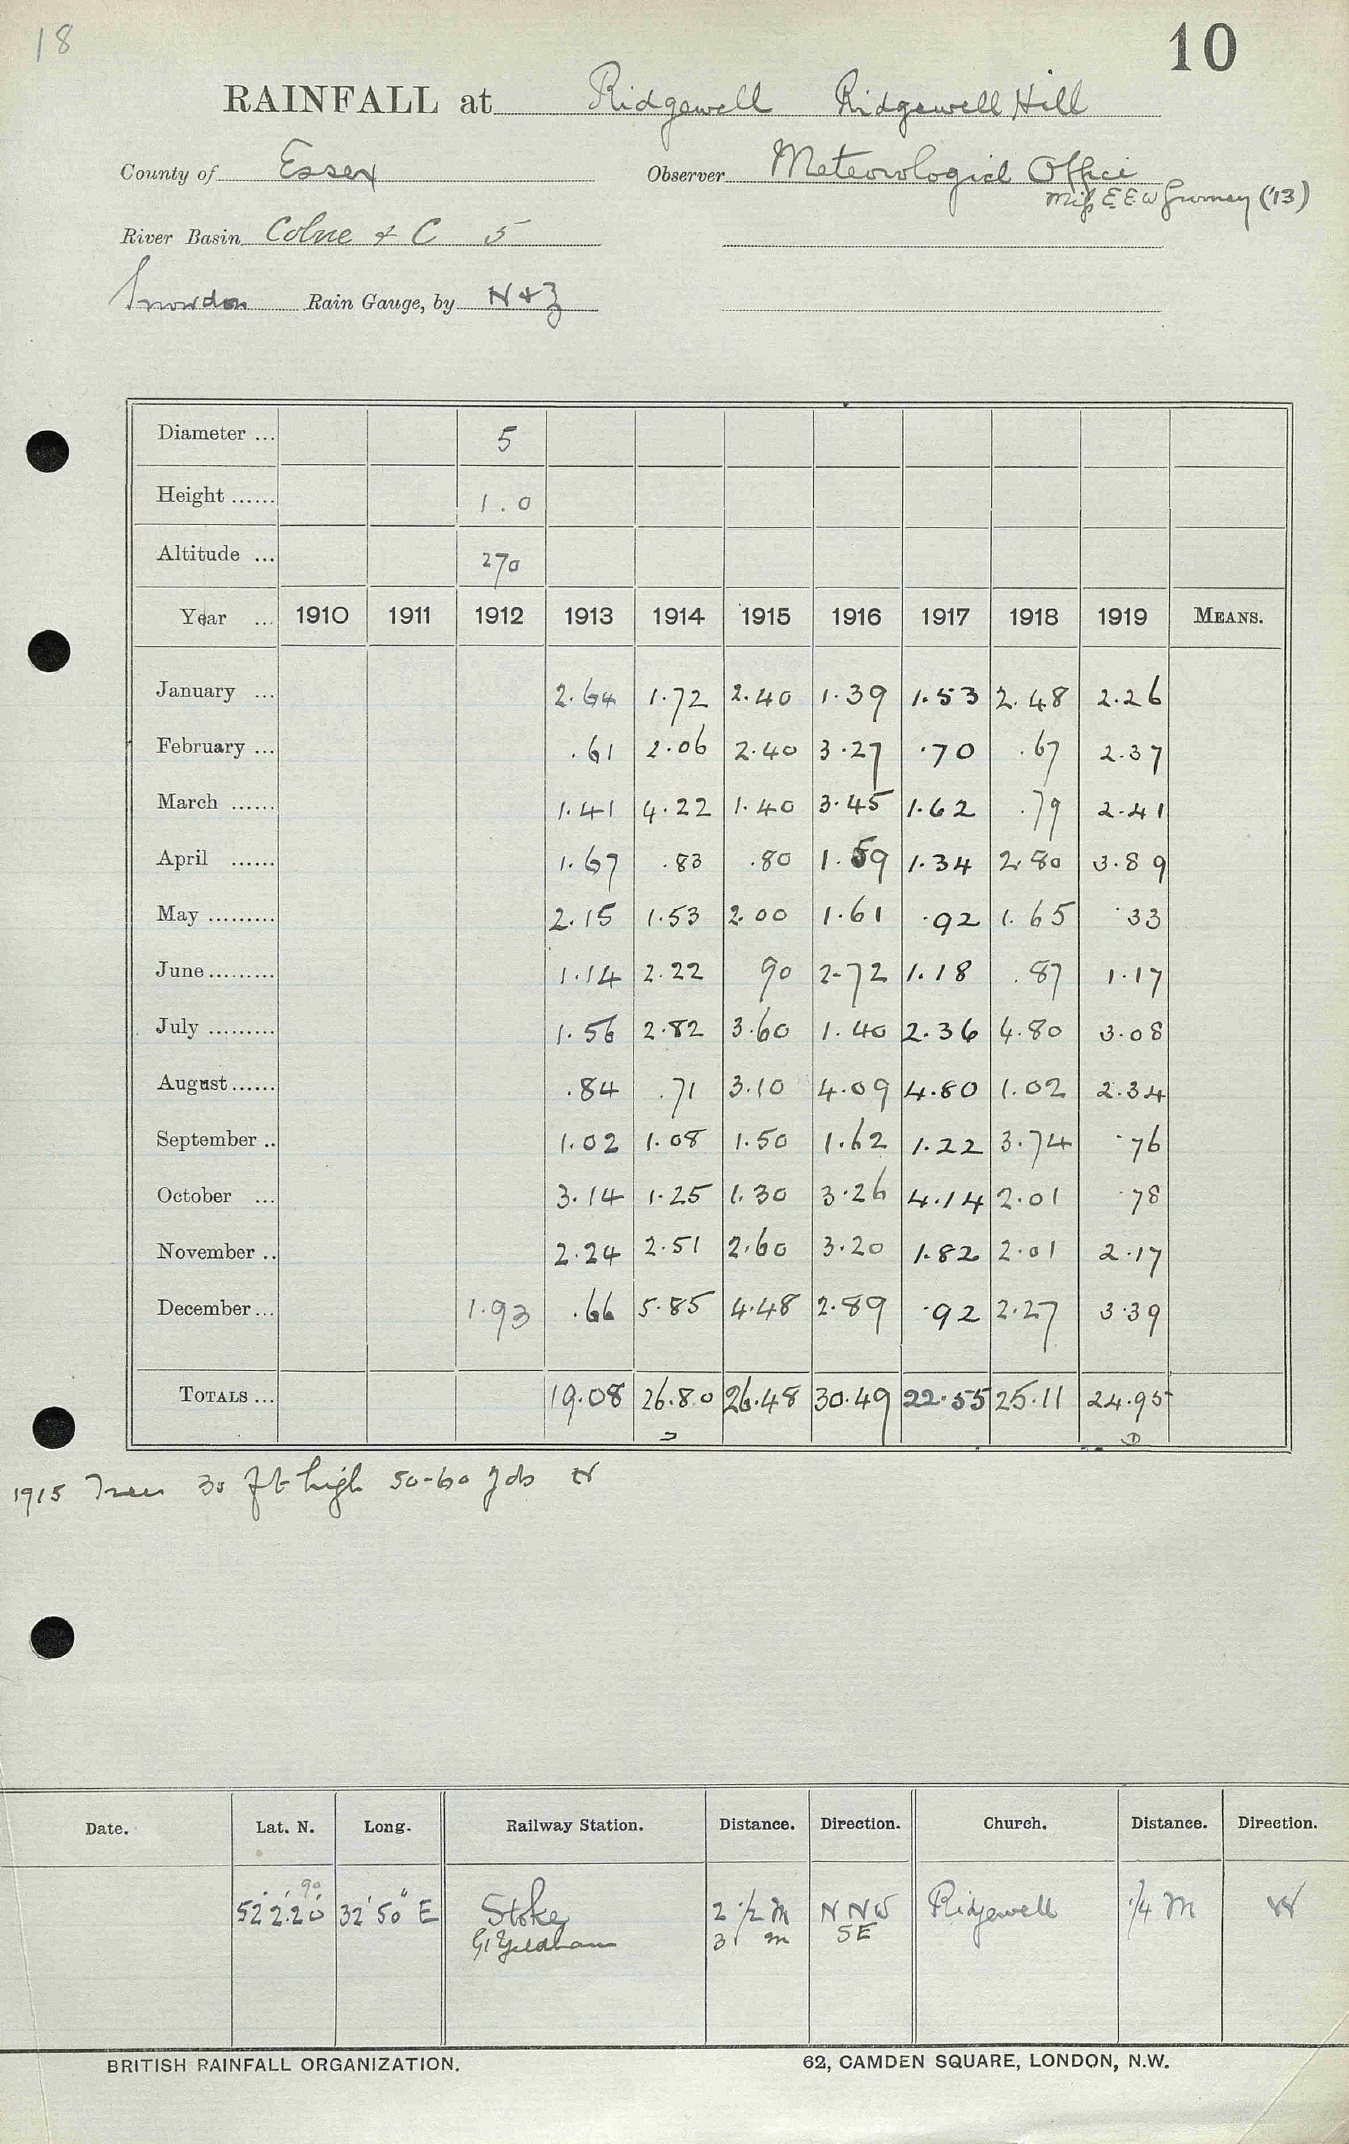 18
10
RAINFALL at Ridgewell Ridgewell Hill
County of Essex Observer Meteorological Office
Miss E E W Gurney ('13)
River Basin Colne & C 5
Snowdon Rain Gauge, by N & Z
Diameter ... 5
Height ...... 1.0
Altitude ... 270
Year ... 1910 1911 1912 1913 1914 1915 1916 1917 1918 1919 MEANS.
January ... 2.64 1.72 2.40 1.39 1.53 2.48 2.26
February ... .61 2.06 2.40 3.27 .70 .67 2.37
March ...... 1.41 4.22 1.40 3.45 1.62 .79 2.41
April ...... 1.67 .83 .80 1.59 1.34 2.80 3.89
May ......... 2.15 1.53 2.00 1.61 .92 1.65 .33
June ......... 1.14 2.22 90 2.72 1.18 .87 1.17
July ......... 1.56 2.82 3.60 1.40 2.36 4.80 3.08
August ...... .84 .71 3.10 4.09 4.80 1.02 2.34
September .. 1.02 1.08 1.50 1.62 1.22 3.74 .76
October ... 3.14 1.25 1.30 3.26 4.14 2.01 .78
November .. 2.24 2.51 2.60 3.20 1.82 2.01 2.17
December ... 1.93 .66 5.85 4.48 2.89 .92 2.27 3.39
TOTALS ... 19.08 26.80 26.48 30.49 22.55 25.11 24.95
1915 Trees 30 ft high 50-60 yds N
Date. Lat. N. Long. Railway Station. Distance. Direction. Church. Distance. Direction.
90
52° 2' 20" 32' 50" E Stoke 2 1/2 m N NW Ridgewell 1/4 M W
Gt Yeldham 3 m SE
BRITISH RAINFALL ORGANIZATION. 62, CAMDEN SQUARE, LONDON, N.W.